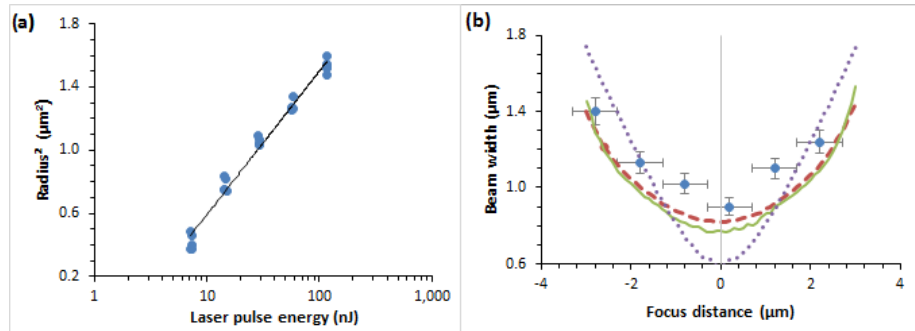 (a)
Radius² (µm²)
1.8
1.4
1.0
0.6
0.2
1 10 100 1,000
Laser pulse energy (nJ)
(b)
Beam width (µm)
1.8
1.4
1.0
0.6
-4 -2 0 2 4
Focus distance (µm)